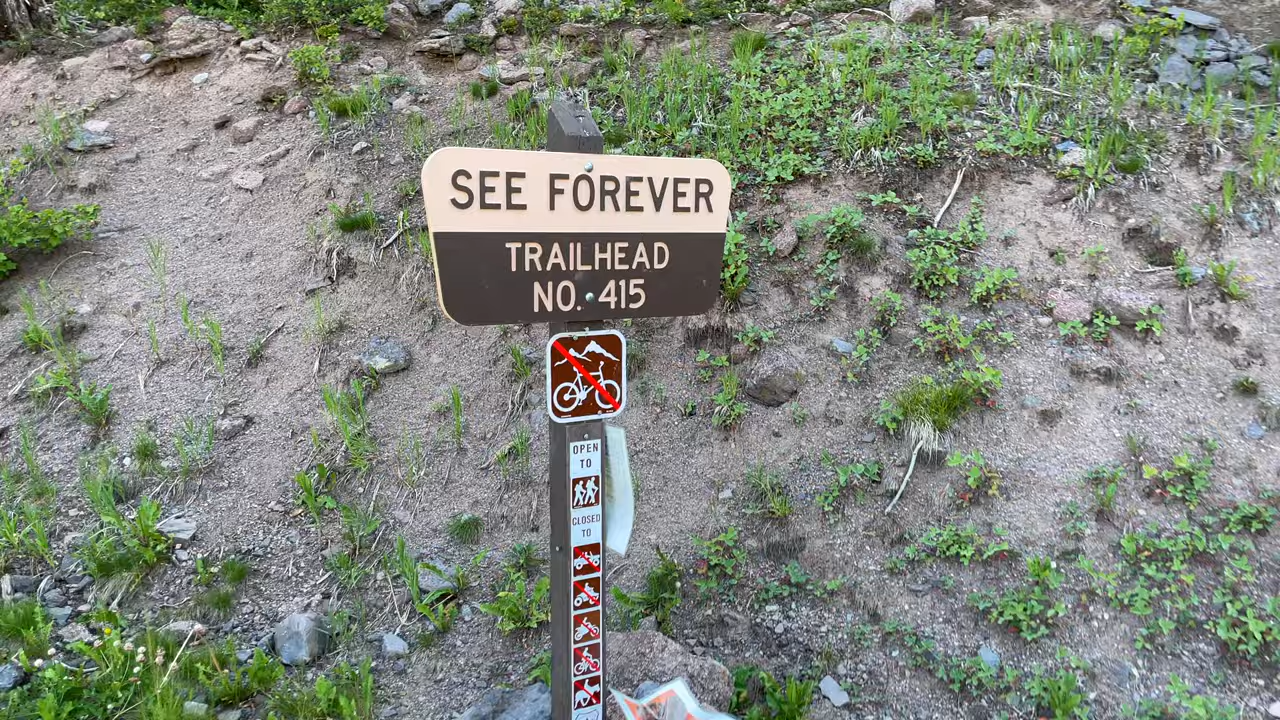 SEE FOREVER
TRAILHEAD
NO. 415
OPEN
TO
CLOSED
TO